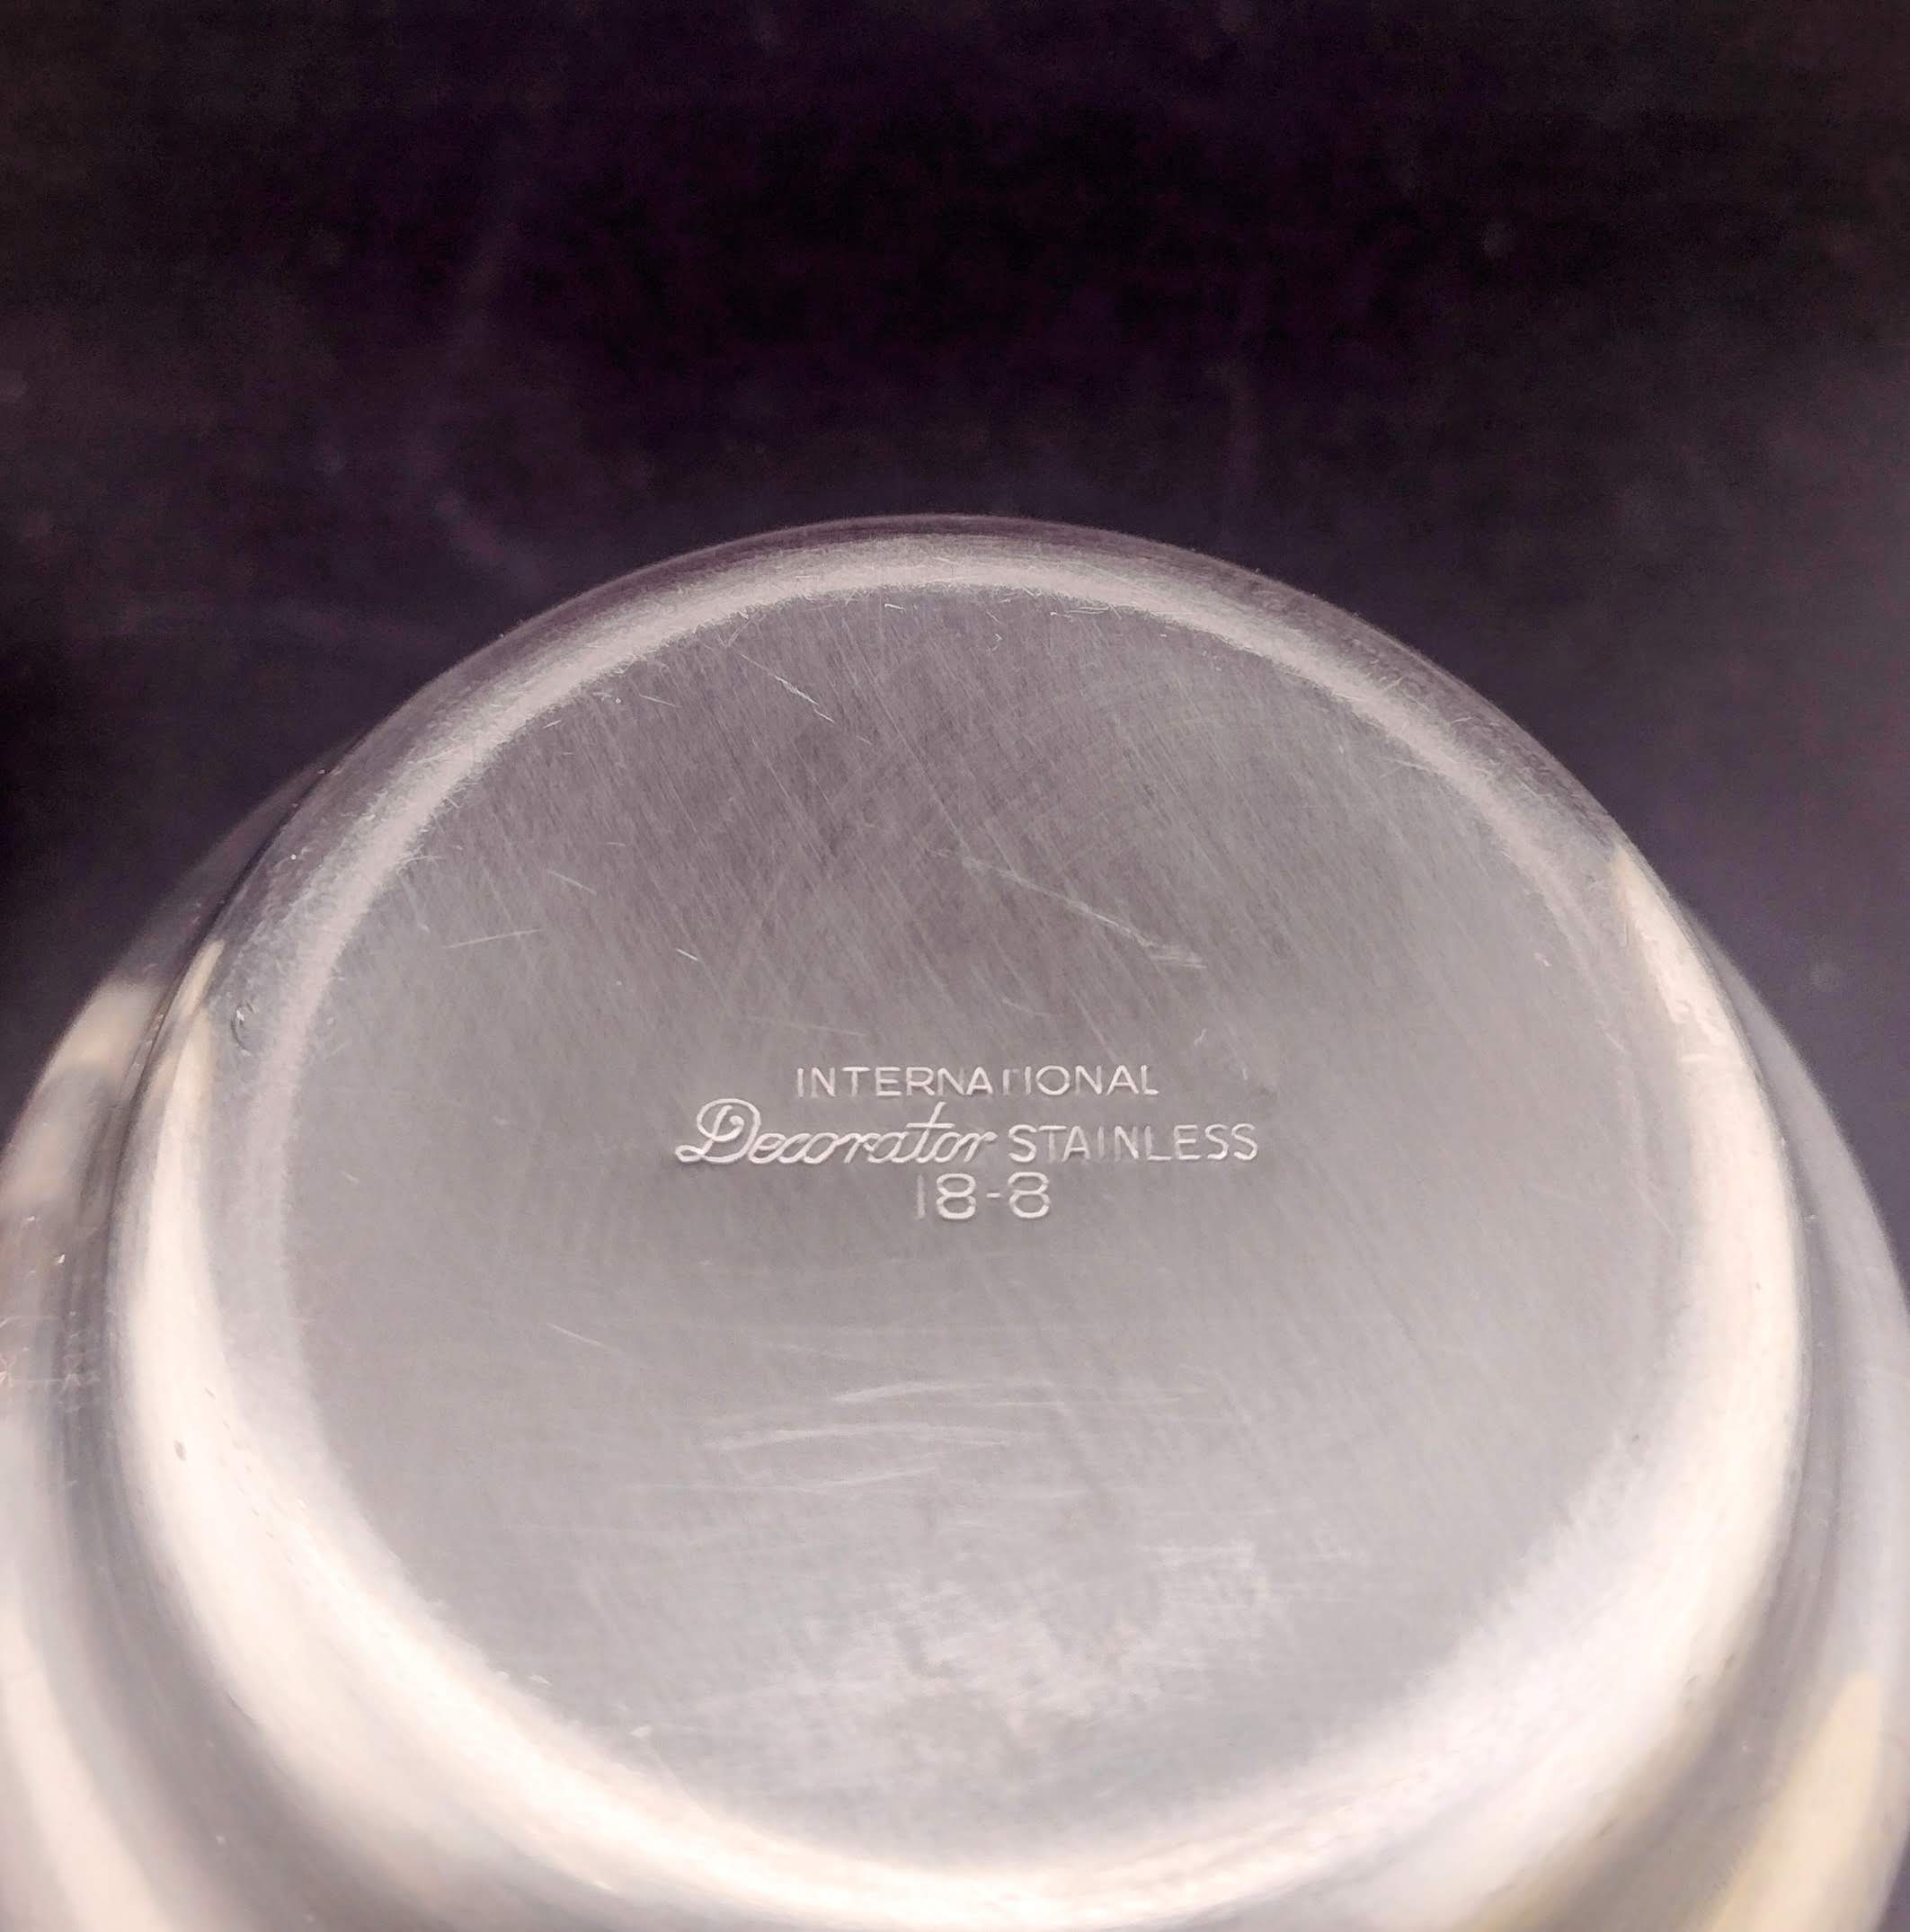 INTERNATIONAL
Decorator STAINLESS
18-8